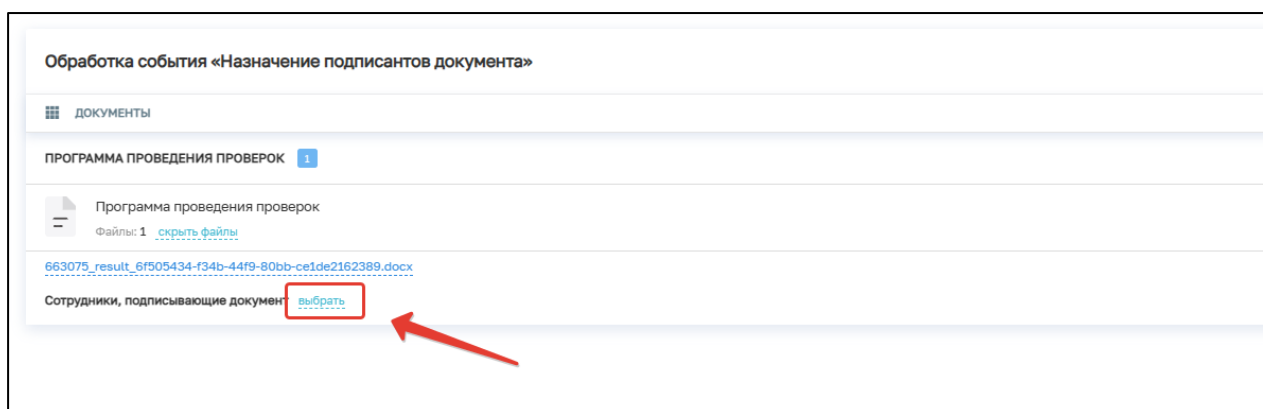 Обработка события «Назначение подписантов документа»
ДОКУМЕНТЫ
ПРОГРАММА ПРОВЕДЕНИЯ ПРОВЕРОК 1
Программа проведения проверок
Файлы: 1 скрыть файлы
663075_result_6f505434-f34b-44f9-80bb-ce1de2162389.docx
Сотрудники, подписывающие документ выбрать